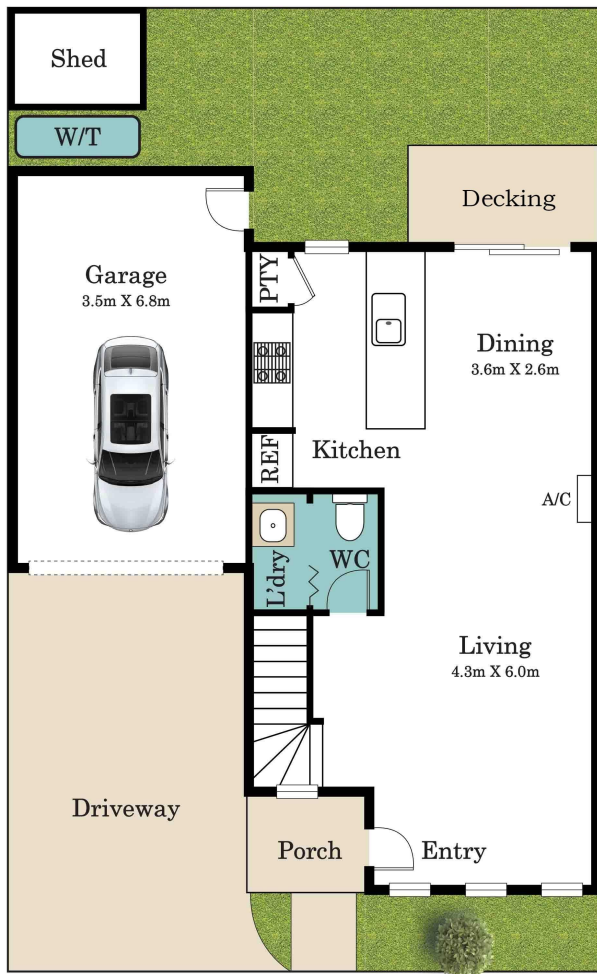 Shed
W/T
Decking
Garage
3.5m X 6.8m
PTY
Dining
3.6m X 2.6m
REF
Kitchen
A/C
L'dry
WC
Living
4.3m X 6.0m
Driveway
Porch
Entry